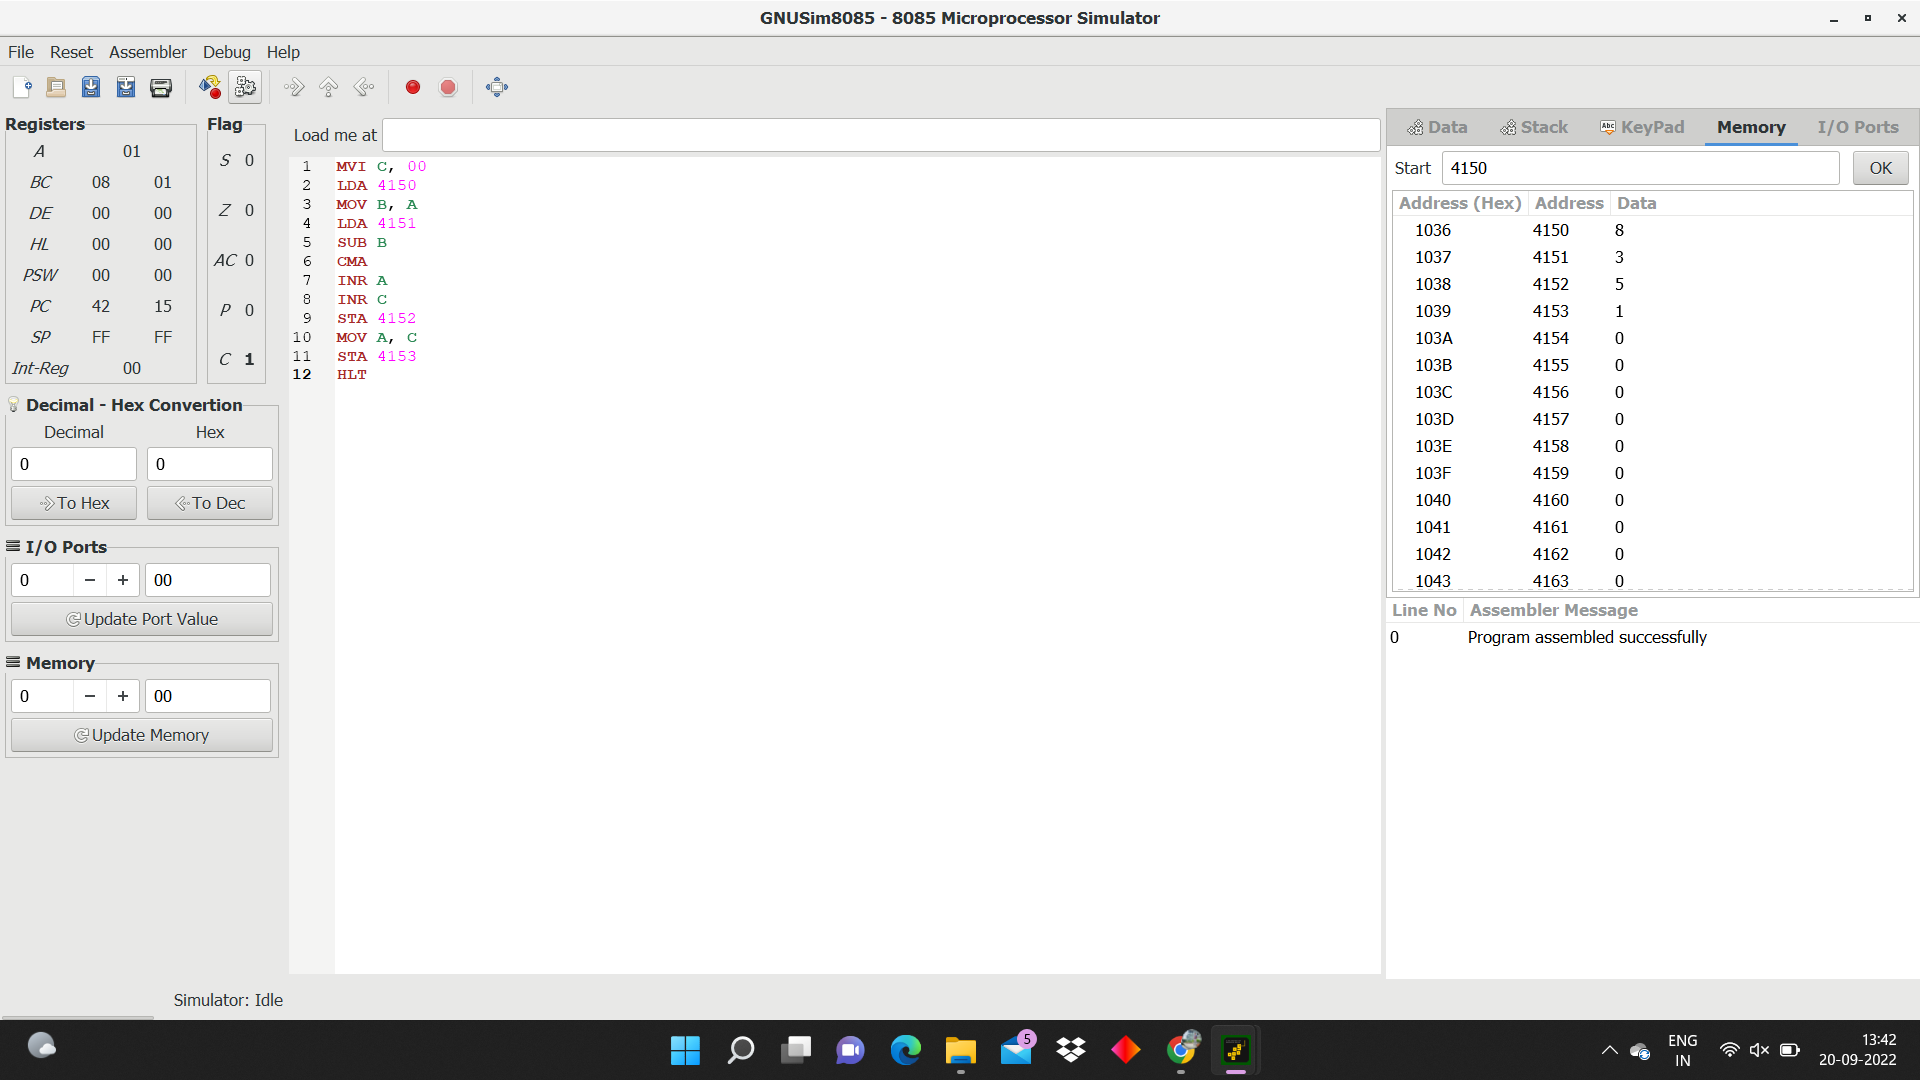 GNUSim8085 - 8085 Microprocessor Simulator
File Reset Assembler Debug Help
Registers
A 01
BC 08 01
DE 00 00
HL 00 00
PSW 00 00
PC 42 15
SP FF FF
Int-Reg 00
Flag
S 0
Z 0
AC 0
P 0
C 1
Decimal - Hex Convertion
Decimal Hex
0 0
To Hex To Dec
I/O Ports
0 − + 00
Update Port Value
Memory
0 − + 00
Update Memory
Load me at
1 MVI C, 00
2 LDA 4150
3 MOV B, A
4 LDA 4151
5 SUB B
6 CMA
7 INR A
8 INR C
9 STA 4152
10 MOV A, C
11 STA 4153
12 HLT
Data Stack Abc KeyPad Memory I/O Ports
Start 4150 OK
Address (Hex) Address Data
1036 4150 8
1037 4151 3
1038 4152 5
1039 4153 1
103A 4154 0
103B 4155 0
103C 4156 0
103D 4157 0
103E 4158 0
103F 4159 0
1040 4160 0
1041 4161 0
1042 4162 0
1043 4163 0
Line No Assembler Message
0 Program assembled successfully
Simulator: Idle
5
ENG
IN
13:42
20-09-2022